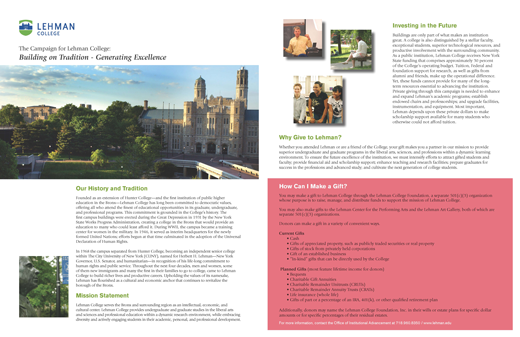 LEHMAN
COLLEGE
The Campaign for Lehman College:
Building on Tradition - Generating Excellence
Our History and Tradition
Founded as an extension of Hunter College—and the first institution of public higher
education in the Bronx—Lehman College has long been committed to democratic values,
offering all who attend the finest of educational opportunities in its graduate, undergraduate,
and professional programs. This commitment is grounded in the College's history. The
first campus buildings were erected during the Great Depression in 1931 by the New York
State Works Progress Administration, creating a college in the Bronx that would provide an
education to many who could least afford it. During WWII, the campus became a training
center for women in the military. In 1946, it served as interim headquarters for the newly
formed United Nations; efforts begun at that time culminated in the adoption of the Universal
Declaration of Human Rights.
In 1968 the campus separated from Hunter College, becoming an independent senior college
within The City University of New York (CUNY), named for Herbert H. Lehman—New York
Governor, U.S. Senator, and humanitarian—in recognition of his life-long commitment to
human rights and public service. Throughout the next four decades, men and women, some
of them new immigrants and many the first in their families to go to college, came to Lehman
College to build richer lives and productive careers. Upholding the values of its namesake,
Lehman has flourished as a cultural and economic anchor that continues to revitalize the
borough of the Bronx.
Mission Statement
Lehman College serves the Bronx and surrounding region as an intellectual, economic, and
cultural center. Lehman College provides undergraduate and graduate studies in the liberal arts
and sciences and professional education within a dynamic research environment, while embracing
diversity and actively engaging students in their academic, personal, and professional development.
Investing in the Future
Buildings are only part of what makes an institution
great. A college is also distinguished by a stellar faculty,
exceptional students, superior technological resources, and
productive involvement with the surrounding community.
As a public institution, Lehman College receives New York
State funding that comprises approximately 50 percent
of the College's operating budget. Tuition, Federal and
foundation support for research, as well as gifts from
alumni and friends, make up the operational difference.
Yet, these funds cannot provide for many of the long-
term resources essential to advancing the institution.
Private giving through this campaign is needed to enhance
and expand Lehman's academic programs; establish
endowed chairs and professorships; and upgrade facilities,
instrumentation, and equipment. Most important,
Lehman depends upon these private dollars to make
scholarship support available for many students who
otherwise could not afford tuition.
Why Give to Lehman?
Whether you attended Lehman or are a friend of the College, your gift makes you a partner in our mission to provide
superior undergraduate and graduate programs in the liberal arts, sciences, and professions within a dynamic learning
environment. To ensure the future excellence of the institution, we must intensify efforts to attract gifted students and
faculty; provide financial aid and scholarship support; enhance teaching and research facilities; prepare graduates for
success in the professions and advanced study; and cultivate the next generation of college students.
How Can I Make a Gift?
You may make a gift to Lehman College through the Lehman College Foundation, a separate 501(c)(3) organization
whose purpose is to raise, manage, and distribute funds to support the mission of Lehman College.
You may also make gifts to the Lehman Center for the Performing Arts and the Lehman Art Gallery, both of which are
separate 501(c)(3) organizations.
Donors can make a gift in a variety of convenient ways:
Current Gifts
• Cash
• Gifts of appreciated property, such as publicly traded securities or real property
• Gifts of stock from privately held corporations
• Gift of an established business
• "In-kind" gifts that can be directly used by the College
Planned Gifts
• Bequests
• Charitable Gift Annuities
• Charitable Remainder Unitrusts (CRUTs)
• Charitable Remainder Annuity Trusts (CRATs)
• Life insurance (whole life)
• Gifts of part or a percentage of an IRA, 401(k), or other qualified retirement plan
Additionally, donors may name the Lehman College Foundation, Inc. in their wills or estate plans for specific dollar
amounts or for specific percentages of their residual estates.
For more information, contact the Office of Institutional Advancement at